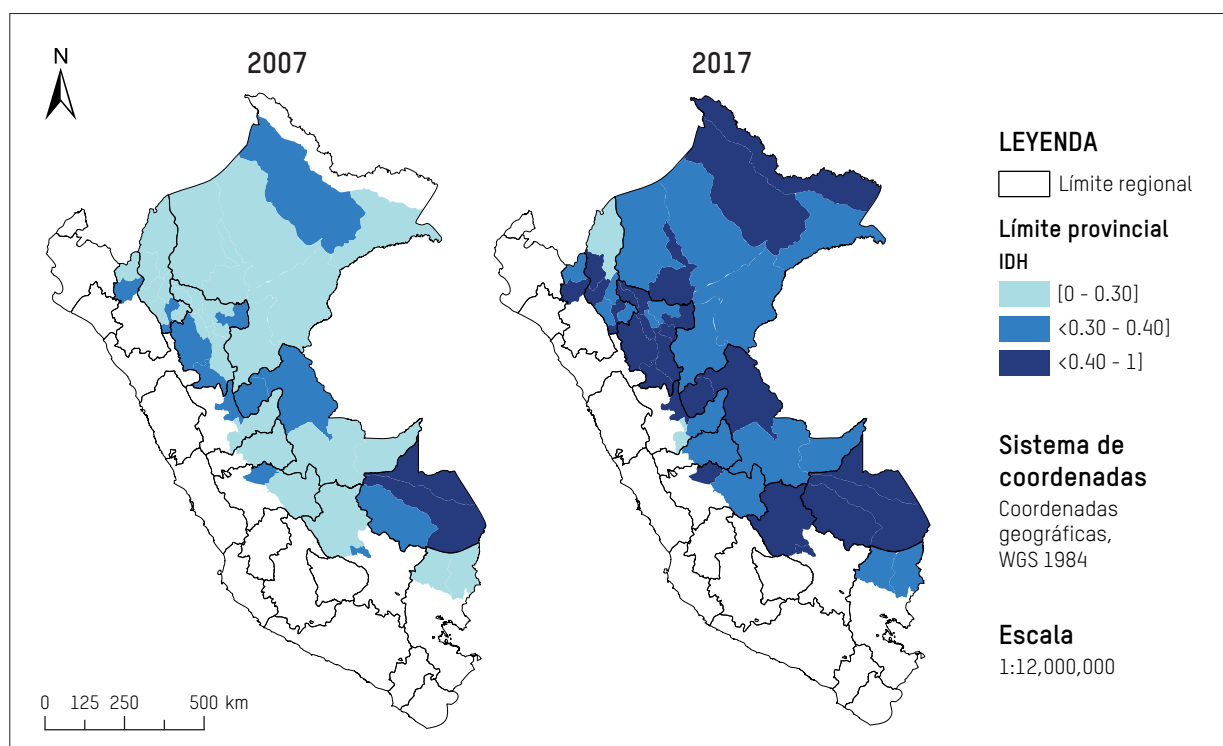 N
2007
2017
LEYENDA
Límite regional
Límite provincial
IDH
[0 - 0.30]
<0.30 - 0.40]
<0.40 - 1]
Sistema de
coordenadas
Coordenadas
geográficas,
WGS 1984
Escala
1:12,000,000
0 125 250 500 km